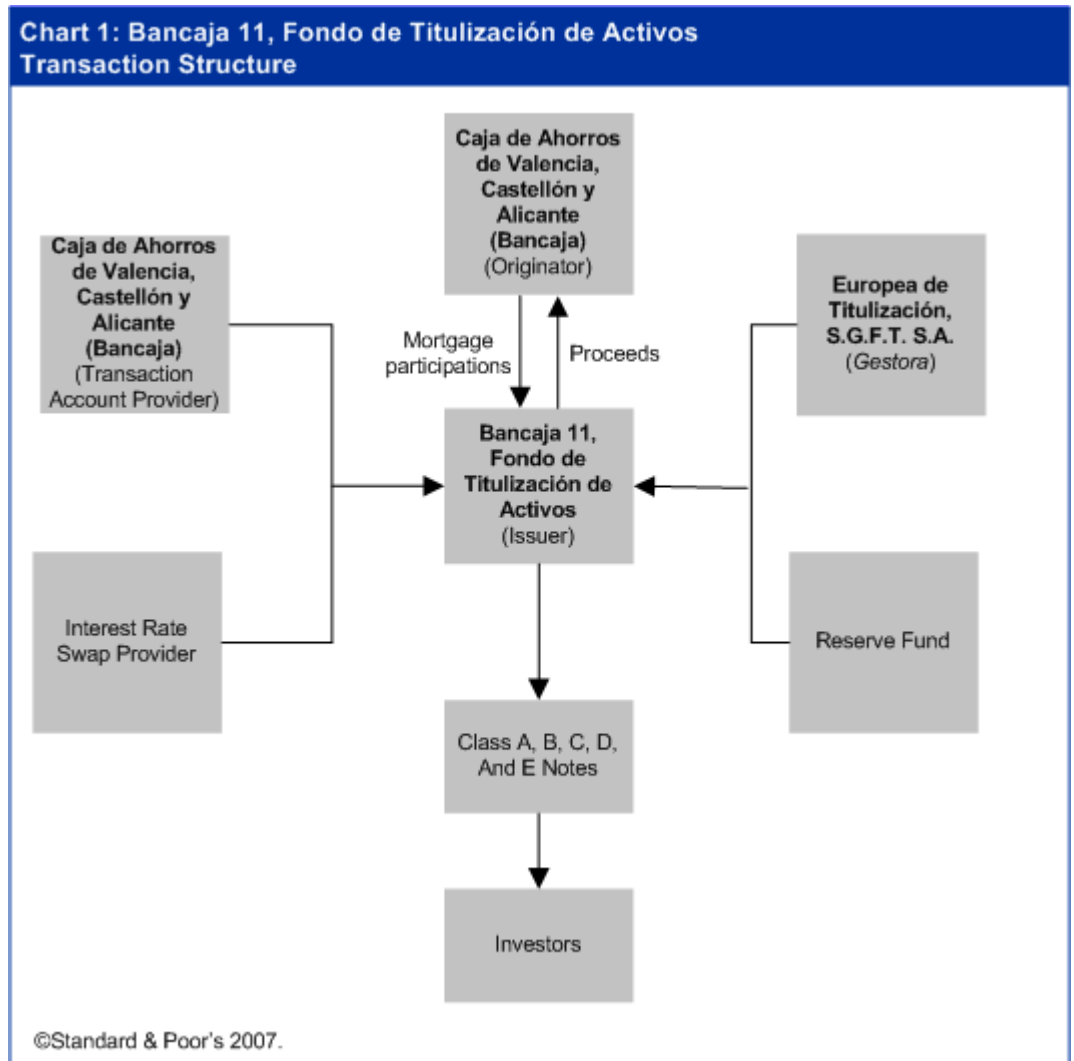 Chart 1: Bancaja 11, Fondo de Titulización de Activos
Transaction Structure
Caja de Ahorros
de Valencia,
Castellón y
Alicante
(Bancaja)
(Originator)
Caja de Ahorros
de Valencia,
Castellón y
Alicante
(Bancaja)
(Transaction
Account Provider)
Europea de
Titulización,
S.G.F.T. S.A.
(Gestora)
Mortgage
participations
Proceeds
Bancaja 11,
Fondo de
Titulización de
Activos
(Issuer)
Interest Rate
Swap Provider
Reserve Fund
Class A, B, C, D,
And E Notes
Investors
©Standard & Poor's 2007.